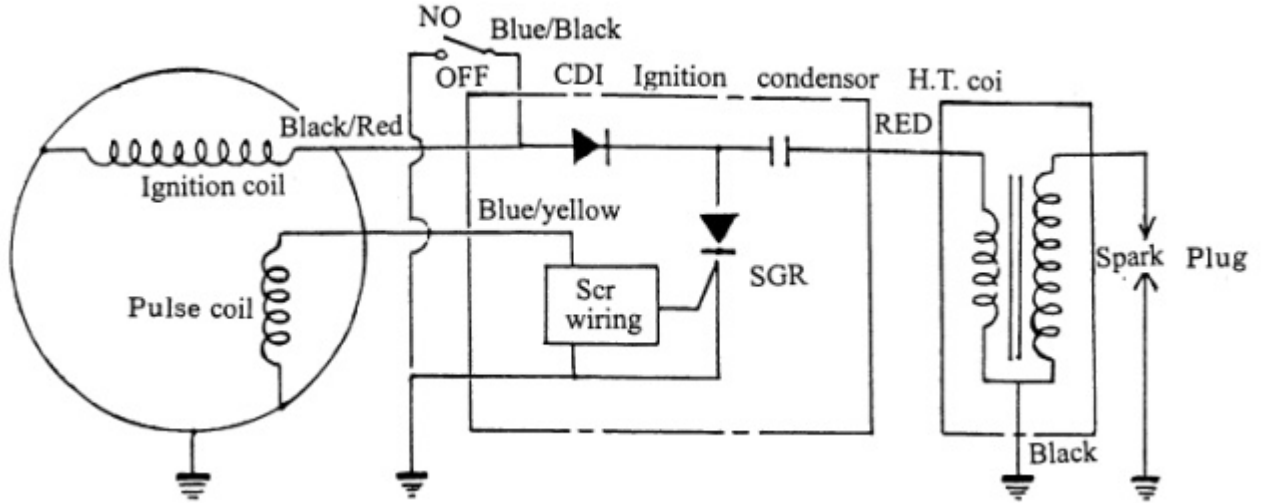 NO
Blue/Black
OFF
CDI Ignition condensor
H.T. coi
Black/Red
RED
Ignition coil
Blue/yellow
Pulse coil
Scr
wiring
SGR
Spark Plug
Black